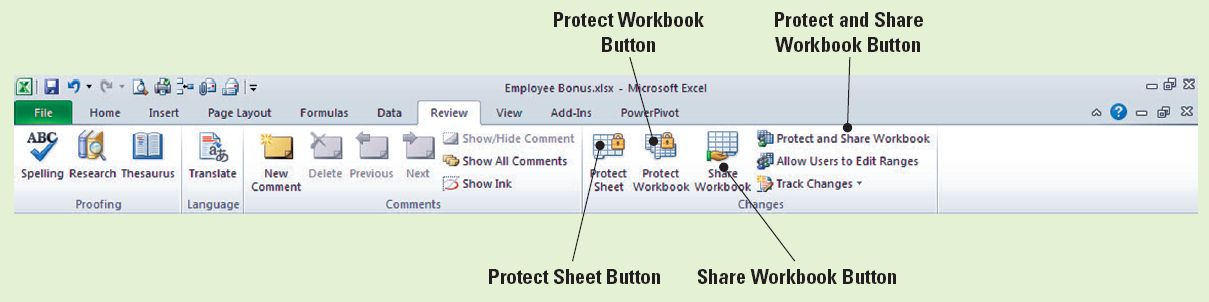 Protect Workbook
Button
Protect and Share
Workbook Button
Employee Bonus.xlsx - Microsoft Excel
File Home Insert Page Layout Formulas Data Review View Add-Ins PowerPivot
ABC
Spelling Research Thesaurus
Proofing
Translate
Language
New
Comment
Delete Previous Next
Show/Hide Comment
Show All Comments
Show Ink
Comments
Protect
Sheet
Protect
Workbook
Share
Workbook
Protect and Share Workbook
Allow Users to Edit Ranges
Track Changes
Changes
Protect Sheet Button
Share Workbook Button